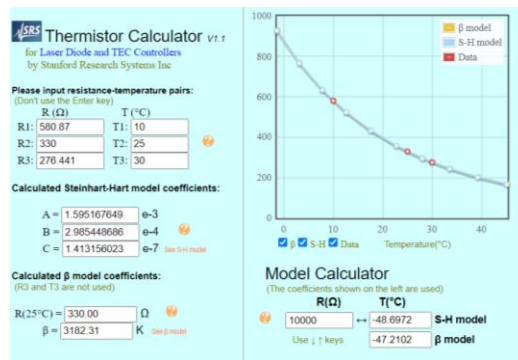 SRS Thermistor Calculator V1.1
for Laser Diode and TEC Controllers
by Stanford Research Systems Inc
Please input resistance-temperature pairs:
(Don't use the Enter key)
R (Ω) T (°C)
R1: 580.87 T1: 10
R2: 330 T2: 25
R3: 276.441 T3: 30
Calculated Steinhart-Hart model coefficients:
A = 1.595167649 e-3
B = 2.985448686 e-4
C = 1.413156023 e-7 See S-H model
Calculated β model coefficients:
(R3 and T3 are not used)
R(25°C) = 330.00 Ω
β = 3182.31 K See β model
1000
800
600
400
200
0
0 10 20 30 40
β model
S-H model
Data
β S-H Data Temperature(°C)
Model Calculator
(The coefficients shown on the left are used)
R(Ω) T(°C)
10000 ↔ -48.6972 S-H model
Use ↓ ↑ keys -47.2102 β model